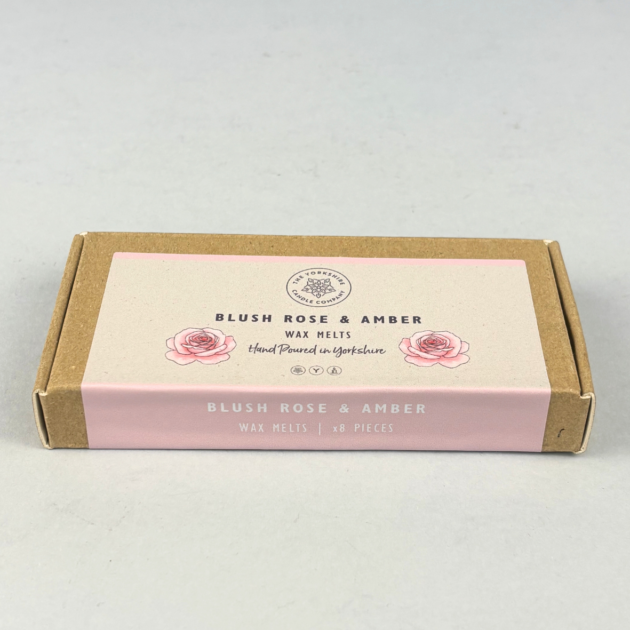 THE YORKSHIRE
CANDLE COMPANY
BLUSH ROSE & AMBER
WAX MELTS
Hand Poured in Yorkshire
Y
BLUSH ROSE & AMBER
WAX MELTS | x8 PIECES